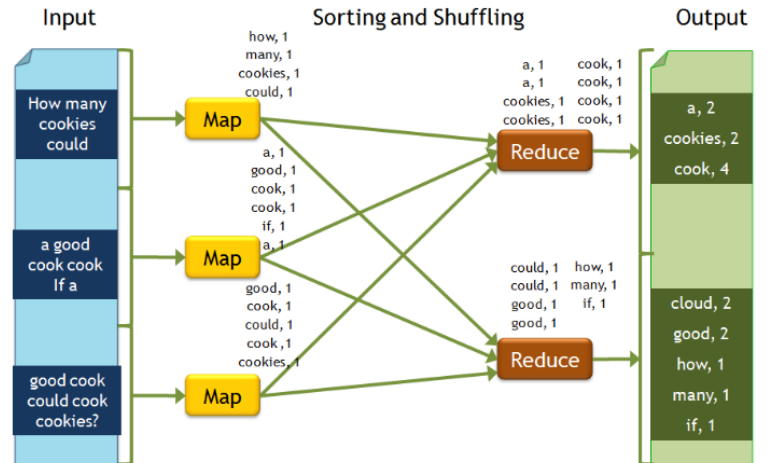 Input
Sorting and Shuffling
Output
How many
cookies
could
a good
cook cook
If a
good cook
could cook
cookies?
how, 1
many, 1
cookies, 1
could, 1
Map
a, 1
good, 1
cook, 1
cook, 1
if, 1
a, 1
Map
good, 1
cook, 1
could, 1
cook ,1
cookies, 1
Map
a, 1 cook, 1
a, 1 cook, 1
cookies, 1 cook, 1
cookies, 1 cook, 1
Reduce
could, 1 how, 1
could, 1 many, 1
good, 1 if, 1
good, 1
Reduce
a, 2
cookies, 2
cook, 4
cloud, 2
good, 2
how, 1
many, 1
if, 1